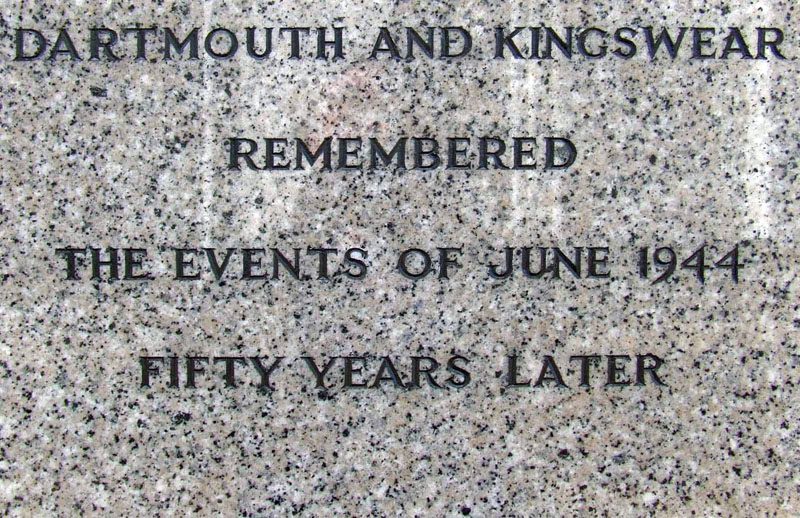 DARTMOUTH AND KINGSWEAR
REMEMBERED
THE EVENTS OF JUNE 1944
FIFTY YEARS LATER